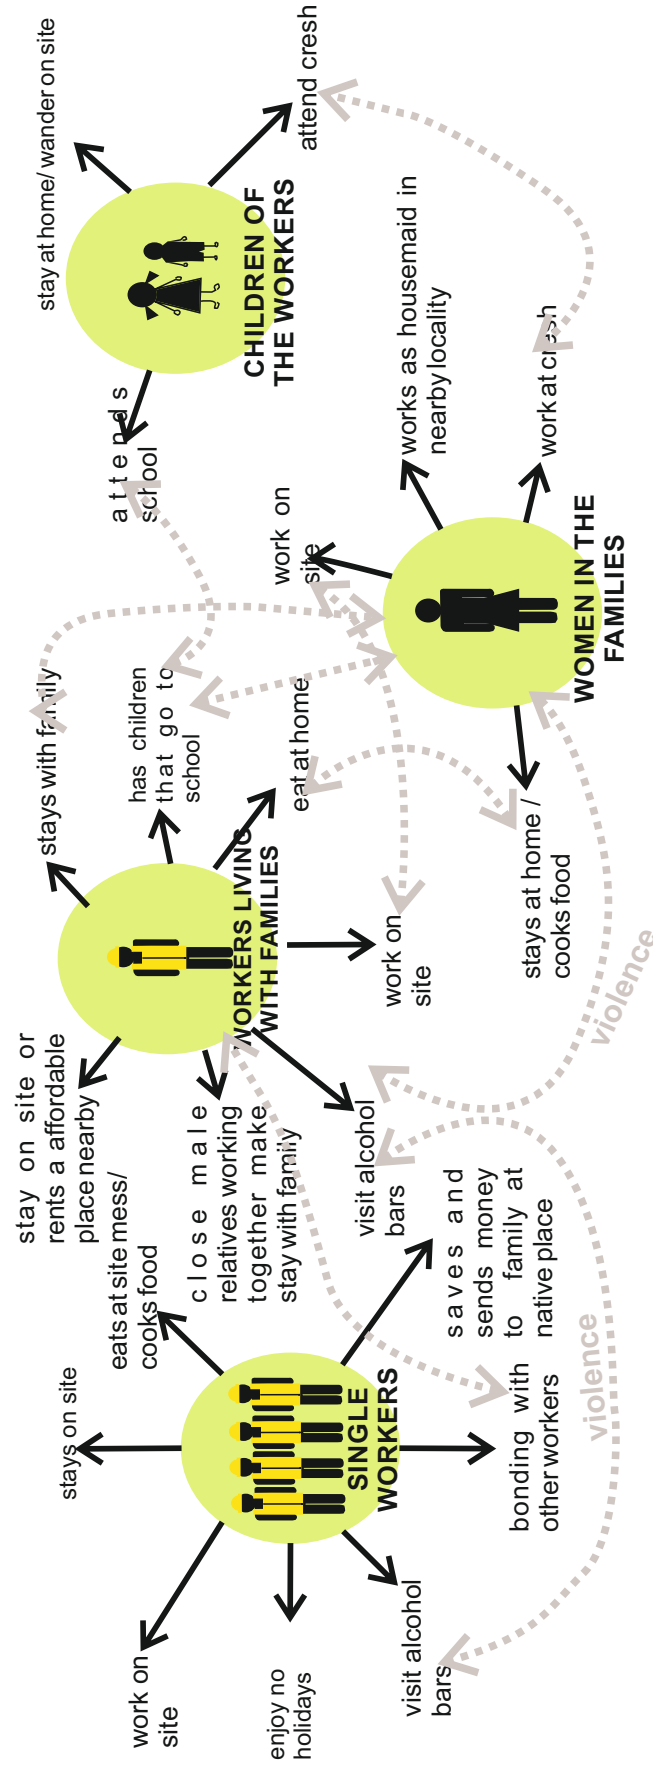 work on
site
enjoy no
holidays
visit alcohol
bars
stays on site
SINGLE
WORKERS
eats at site mess/
cooks food
bonding with
other workers
saves and
sends money
to family at
native place
violence
stay on site or
rents a affordable
place nearby
close male
relatives working
together make
stay with family
visit alcohol
bars
WORKERS LIVING
WITH FAMILIES
work on
site
stays with family
has children
that go to
school
eat at home
violence
stays at home /
cooks food
WOMEN IN THE
FAMILIES
work on
site
works as housemaid in
nearby locality
work at cresh
attends
school
CHILDREN OF
THE WORKERS
stay at home/ wander on site
attend cresh